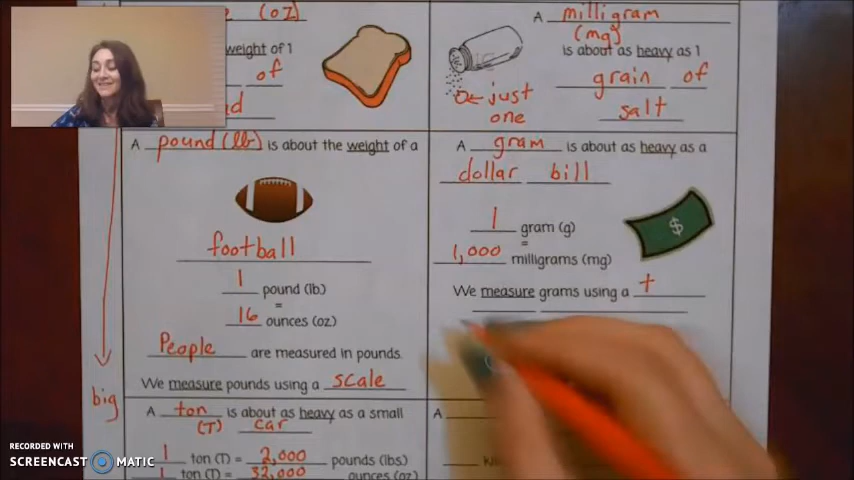 (oz)
weight of 1
of
A milligram
(mg)
is about as heavy as 1
grain of
salt
just
one
A pound (lb) is about the weight of a
football
1 pound (lb)
=
16 ounces (oz)
People are measured in pounds.
We measure pounds using a scale
A gram is about as heavy as a
dollar bill
$
1 gram (g)
=
1,000 milligrams (mg)
We measure grams using a t
big
A ton is about as heavy as a small
(T) car
1 ton (T) = 2,000 pounds (lbs)
1 ton (T) = 32,000 ounces (oz)
A
RECORDED WITH
SCREENCAST MATIC